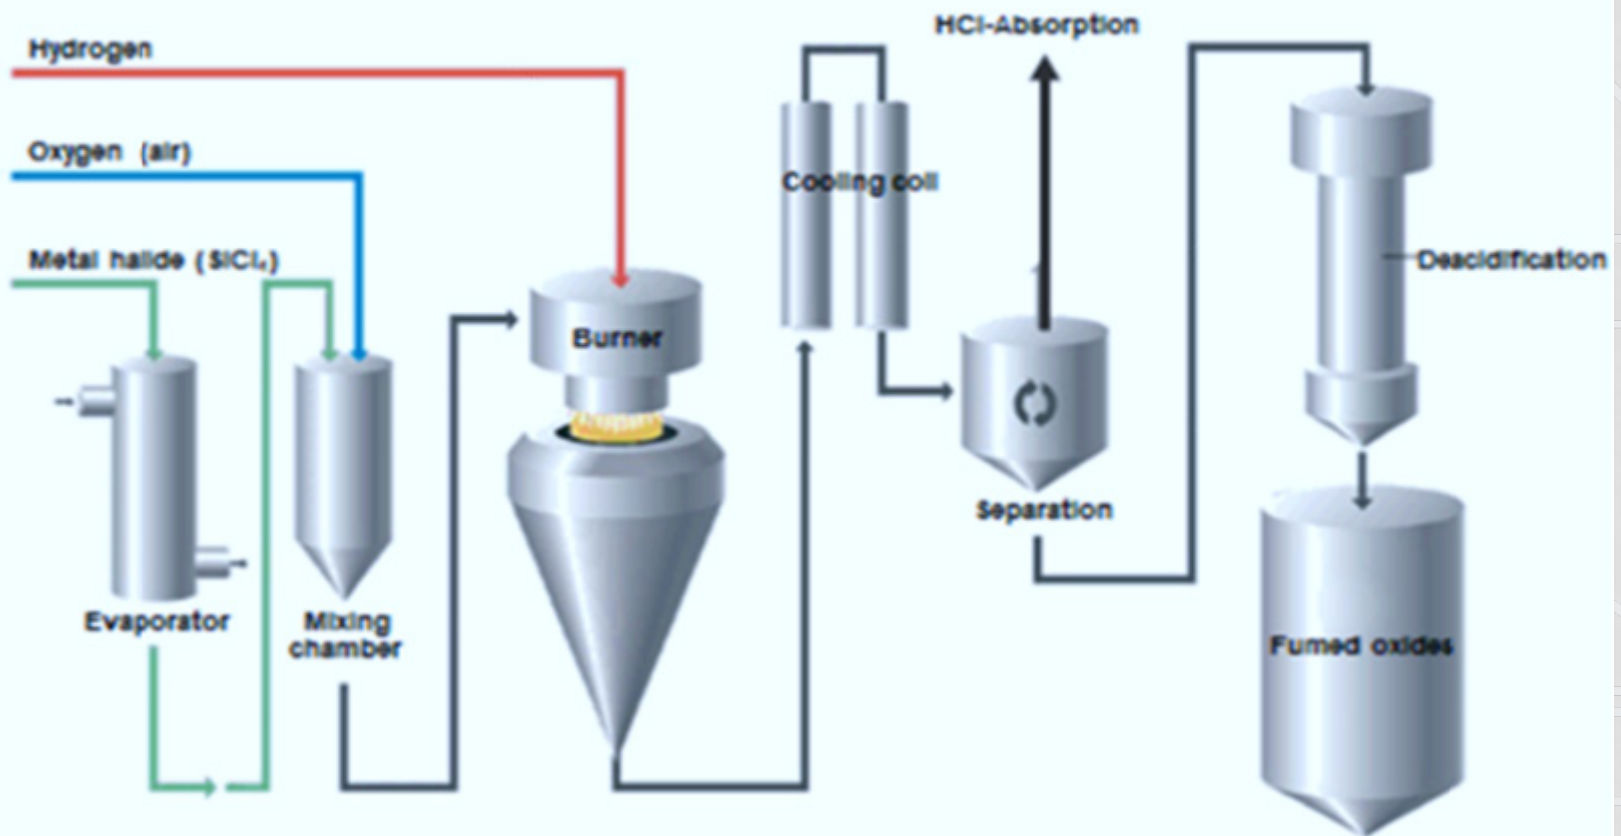 Hydrogen
Oxygen (air)
Metal halide (SiCl₄)
Evaporator
Mixing
chamber
Burner
Cooling coil
HCl-Absorption
Separation
Deacidification
Fumed oxides